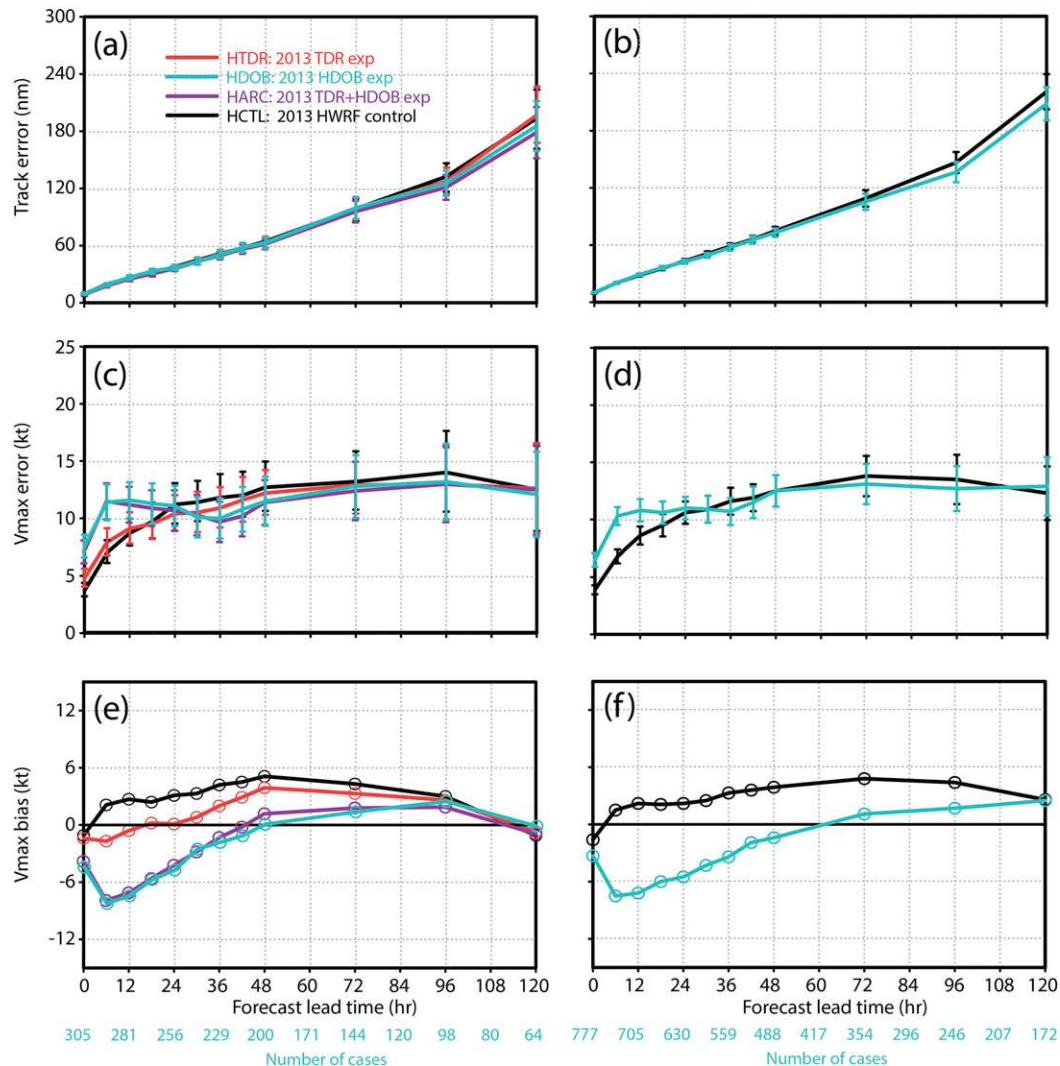 (a)
HTDR: 2013 TDR exp
HDOB: 2013 HDOB exp
HARC: 2013 TDR+HDOB exp
HCTL: 2013 HWRF control
Track errror (nm)
300
240
180
120
60
0
(b)
(c)
Vmax error (kt)
25
20
15
10
5
0
(d)
(e)
Vmax bias (kt)
12
6
0
-6
-12
(f)
0 12 24 36 48 60 72 84 96 108 120
Forecast lead time (hr)
305 281 256 229 200 171 144 120 98 80 64
Number of cases
0 12 24 36 48 60 72 84 96 108 120
Forecast lead time (hr)
777 705 630 559 488 417 354 296 246 207 172
Number of cases